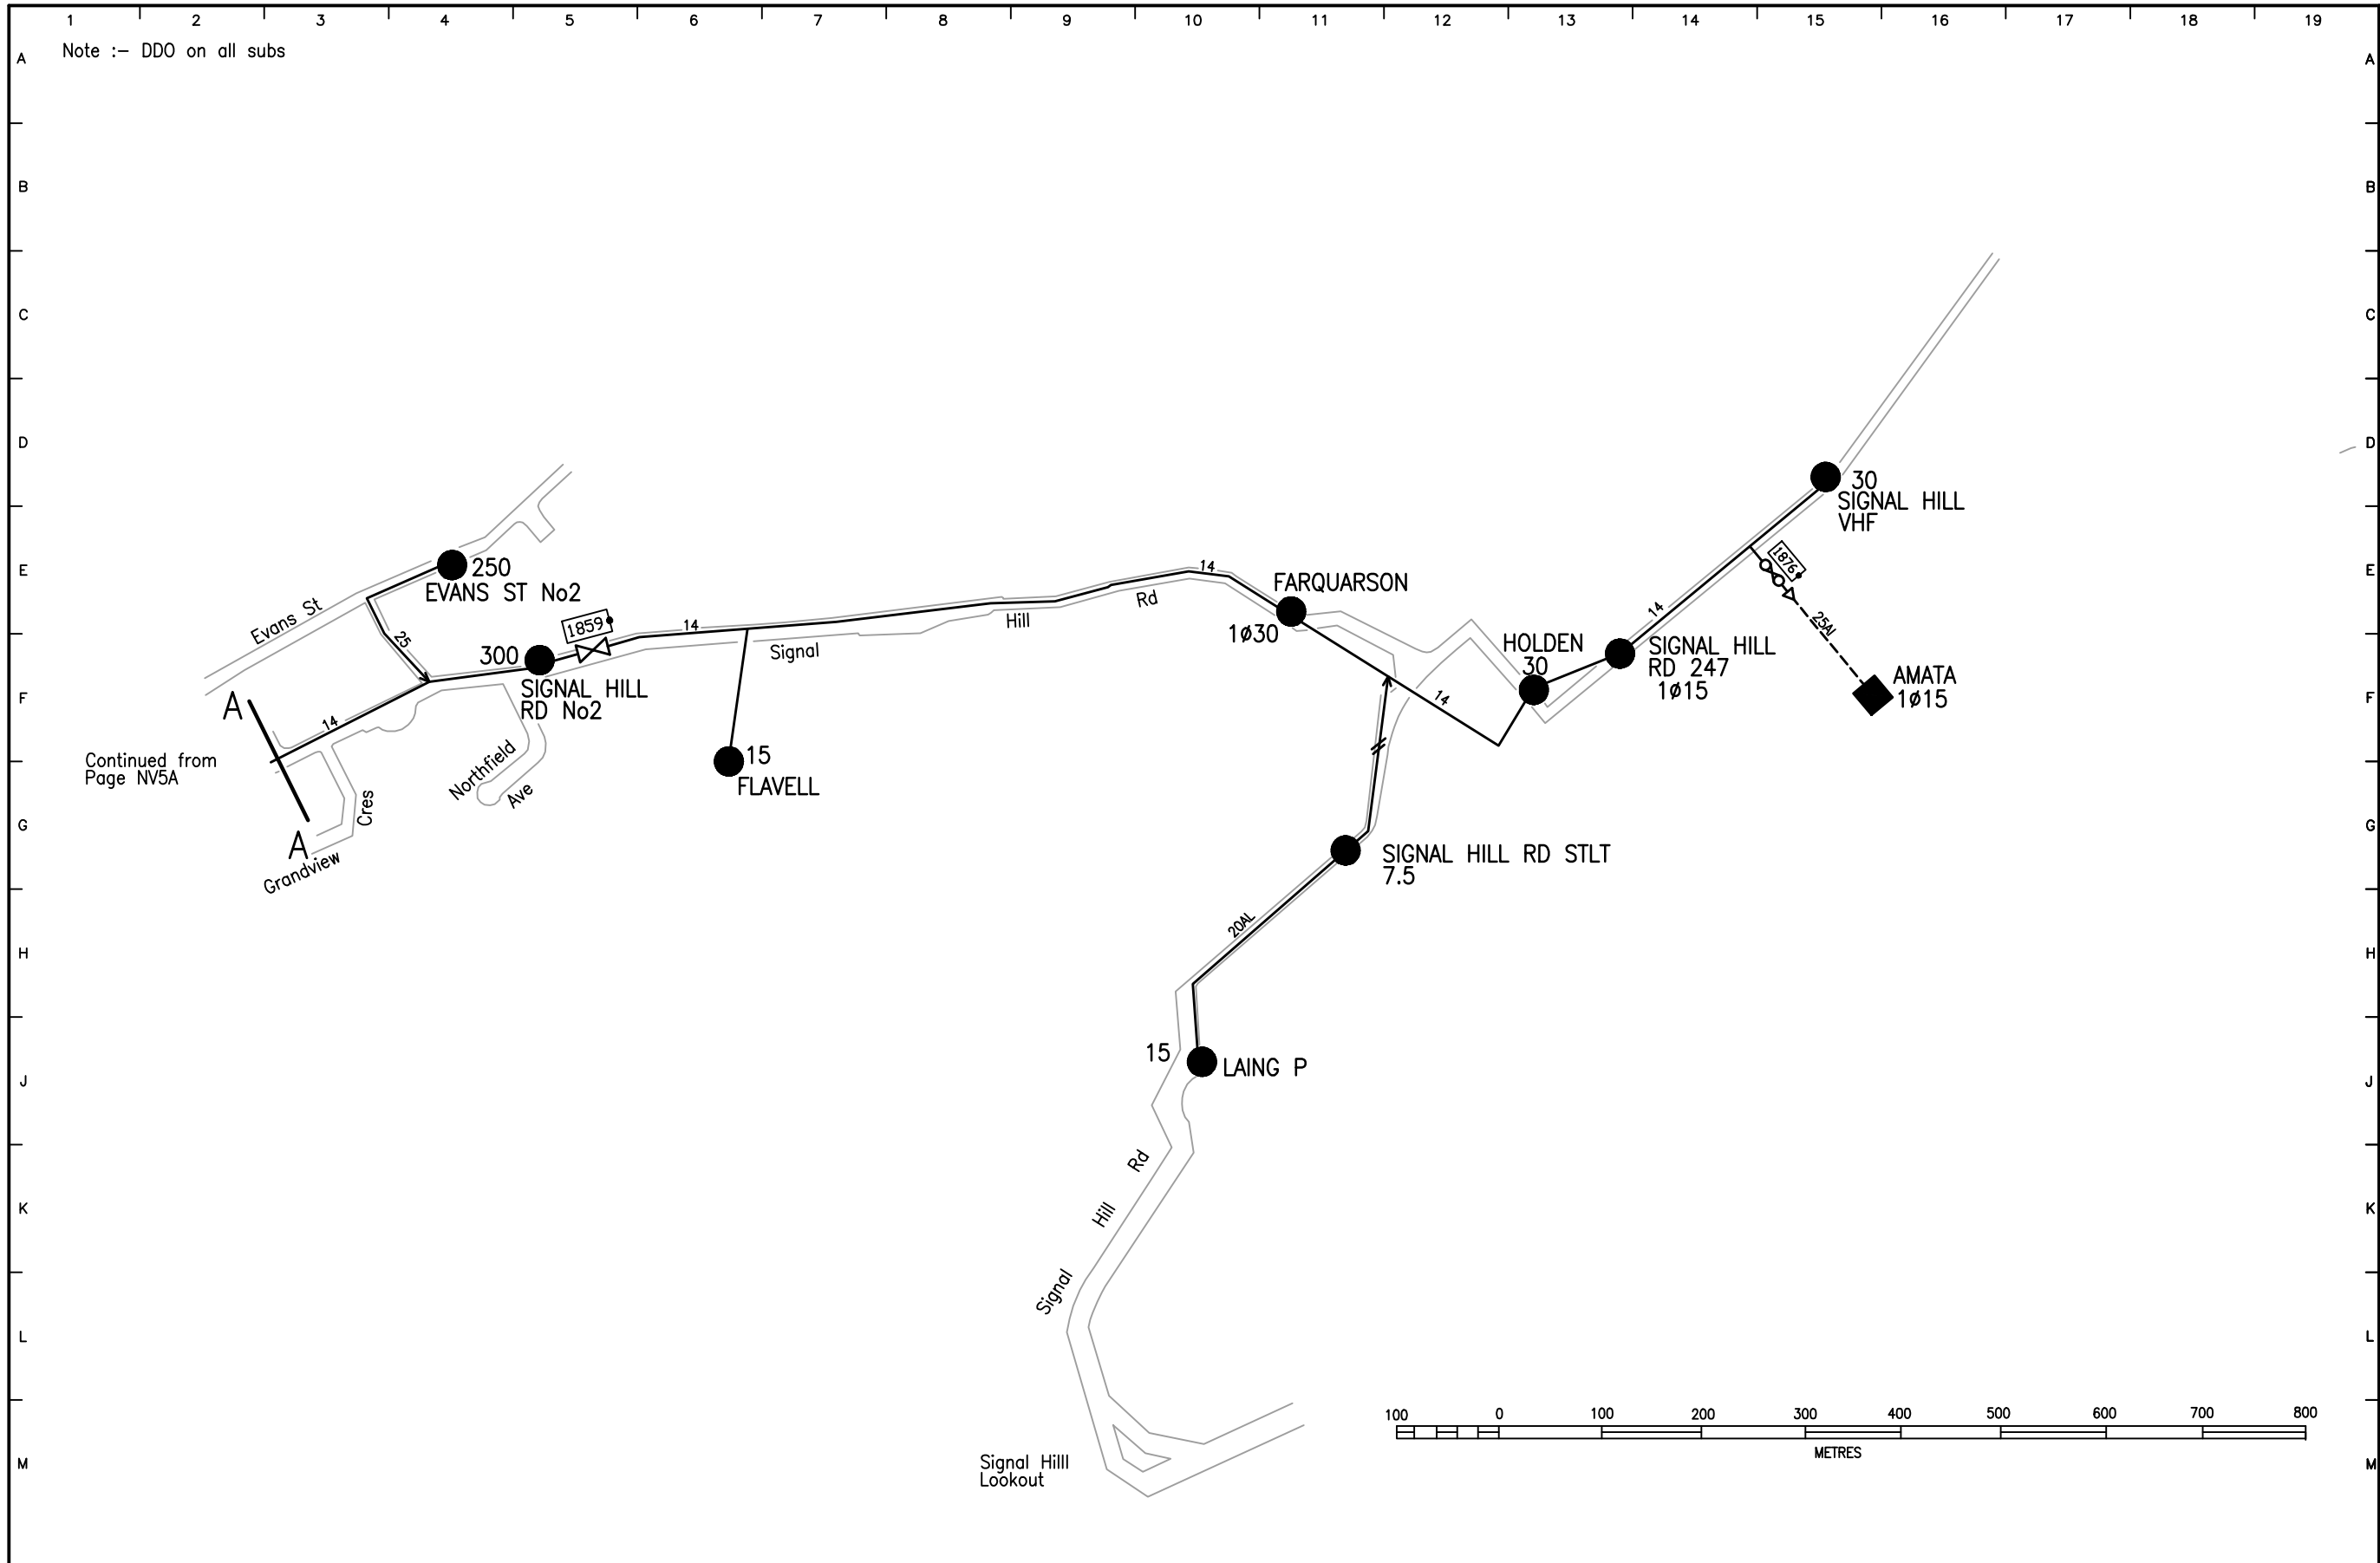 1 2 3 4 5 6 7 8 9 10 11 12 13 14 15 16 17 18 19
A A
Note :- DDO on all subs
B B
C C
D D
30
SIGNAL HILL
VHF
E E
250
EVANS ST No2
Evans St
25
1859
300
SIGNAL HILL
RD No2
14
14
Signal Hill Rd
14
FARQUARSON
1ø30
HOLDEN
30
14
SIGNAL HILL
RD 247
1ø15
14
1876
25Al
AMATA
1ø15
F F
A
14
Continued from
Page NV5A
Northfield
Ave
15
FLAVELL
Cres
G G
A
Grandview
SIGNAL HILL RD STLT
7.5
20AL
H H
15
LAING P
J J
Signal Hill Rd
K K
L L
100 0 100 200 300 400 500 600 700 800
METRES
Signal Hilll
Lookout
M M